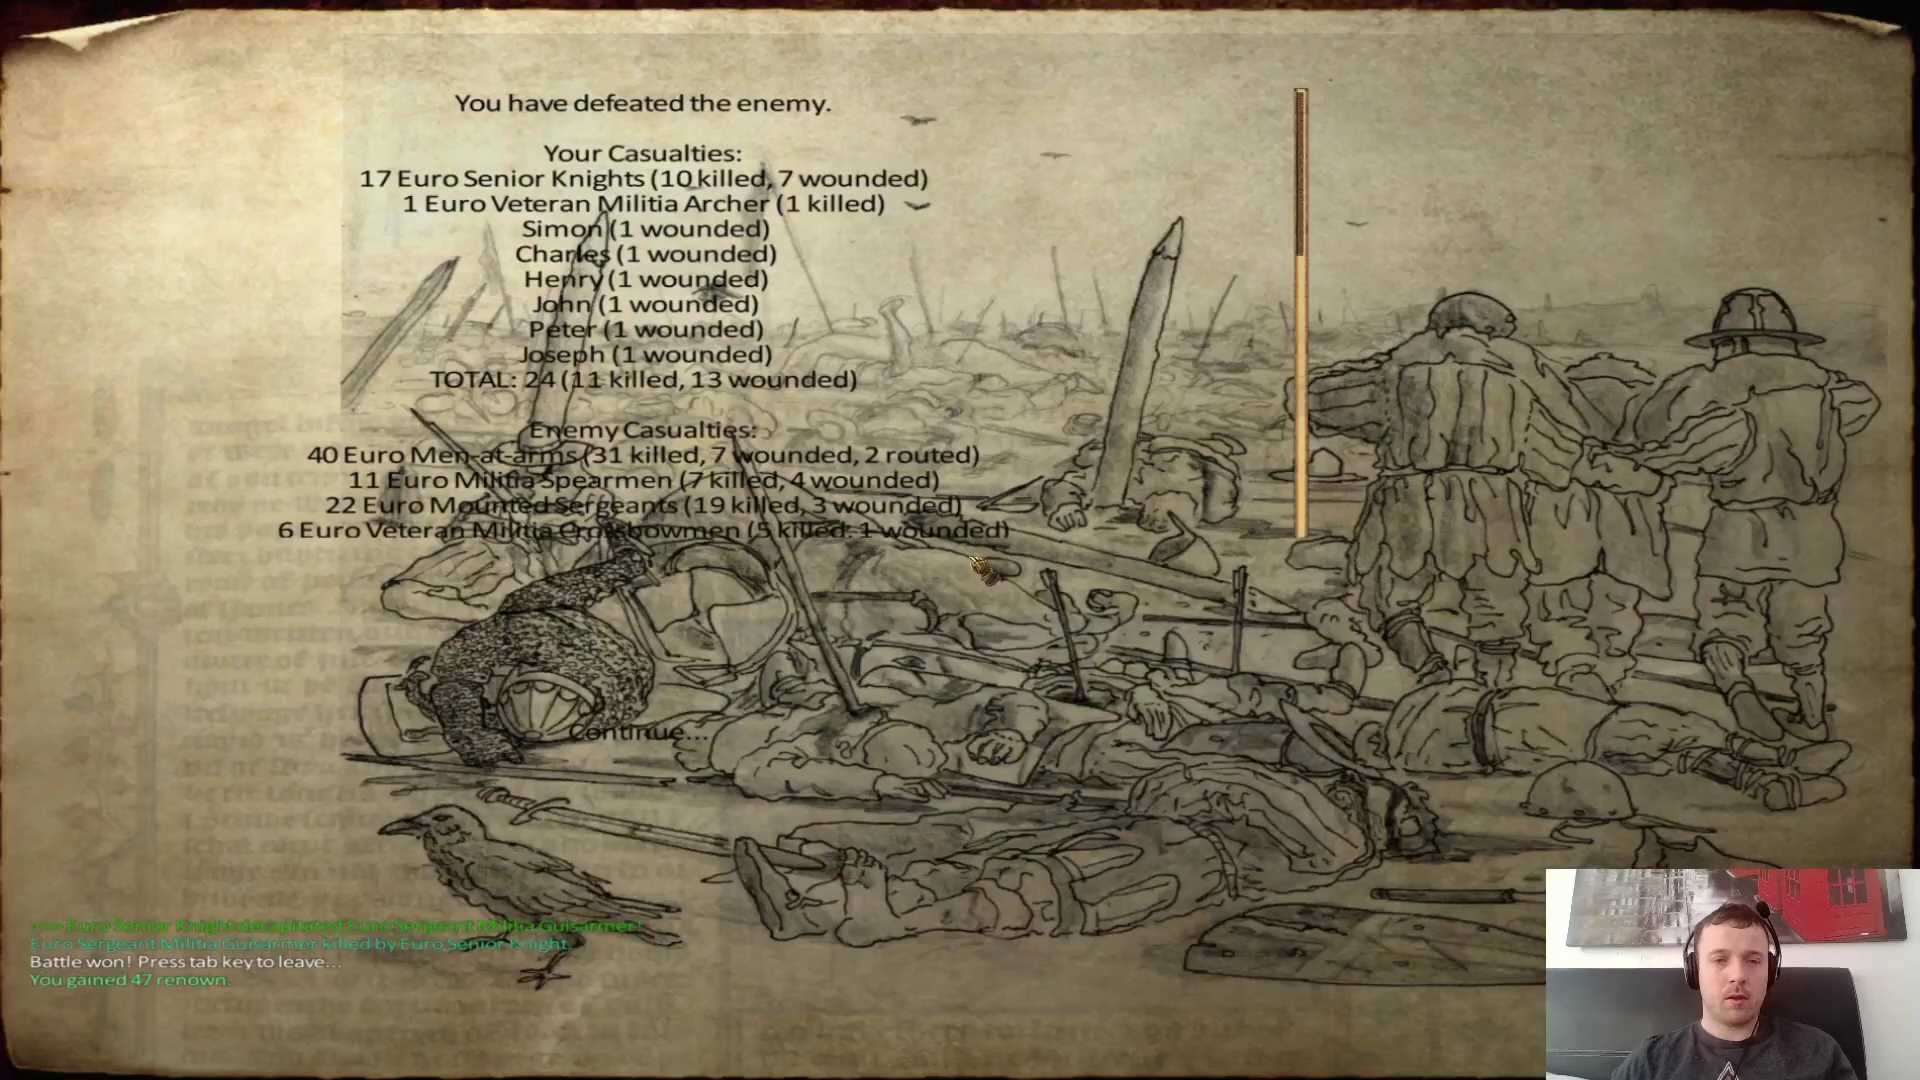 You have defeated the enemy.
Your Casualties:
17 Euro Senior Knights (10 killed, 7 wounded)
1 Euro Veteran Militia Archer (1 killed)
Simon (1 wounded)
Charles (1 wounded)
Henry (1 wounded)
John (1 wounded)
Peter (1 wounded)
Joseph (1 wounded)
TOTAL: 24 (11 killed, 13 wounded)
Enemy Casualties:
40 Euro Men-at-arms (31 killed, 7 wounded, 2 routed)
11 Euro Militia Spearmen (7 killed, 4 wounded)
22 Euro Mounted Sergeants (19 killed, 3 wounded)
6 Euro Veteran Militia Crossbowmen (5 killed, 1 wounded)
Continue...
>>> Euro Senior Knight decapitated Euro Sergeant Militia Guisarmer!
Euro Sergeant Militia Guisarmer killed by Euro Senior Knight.
Battle won! Press tab key to leave...
You gained 47 renown.